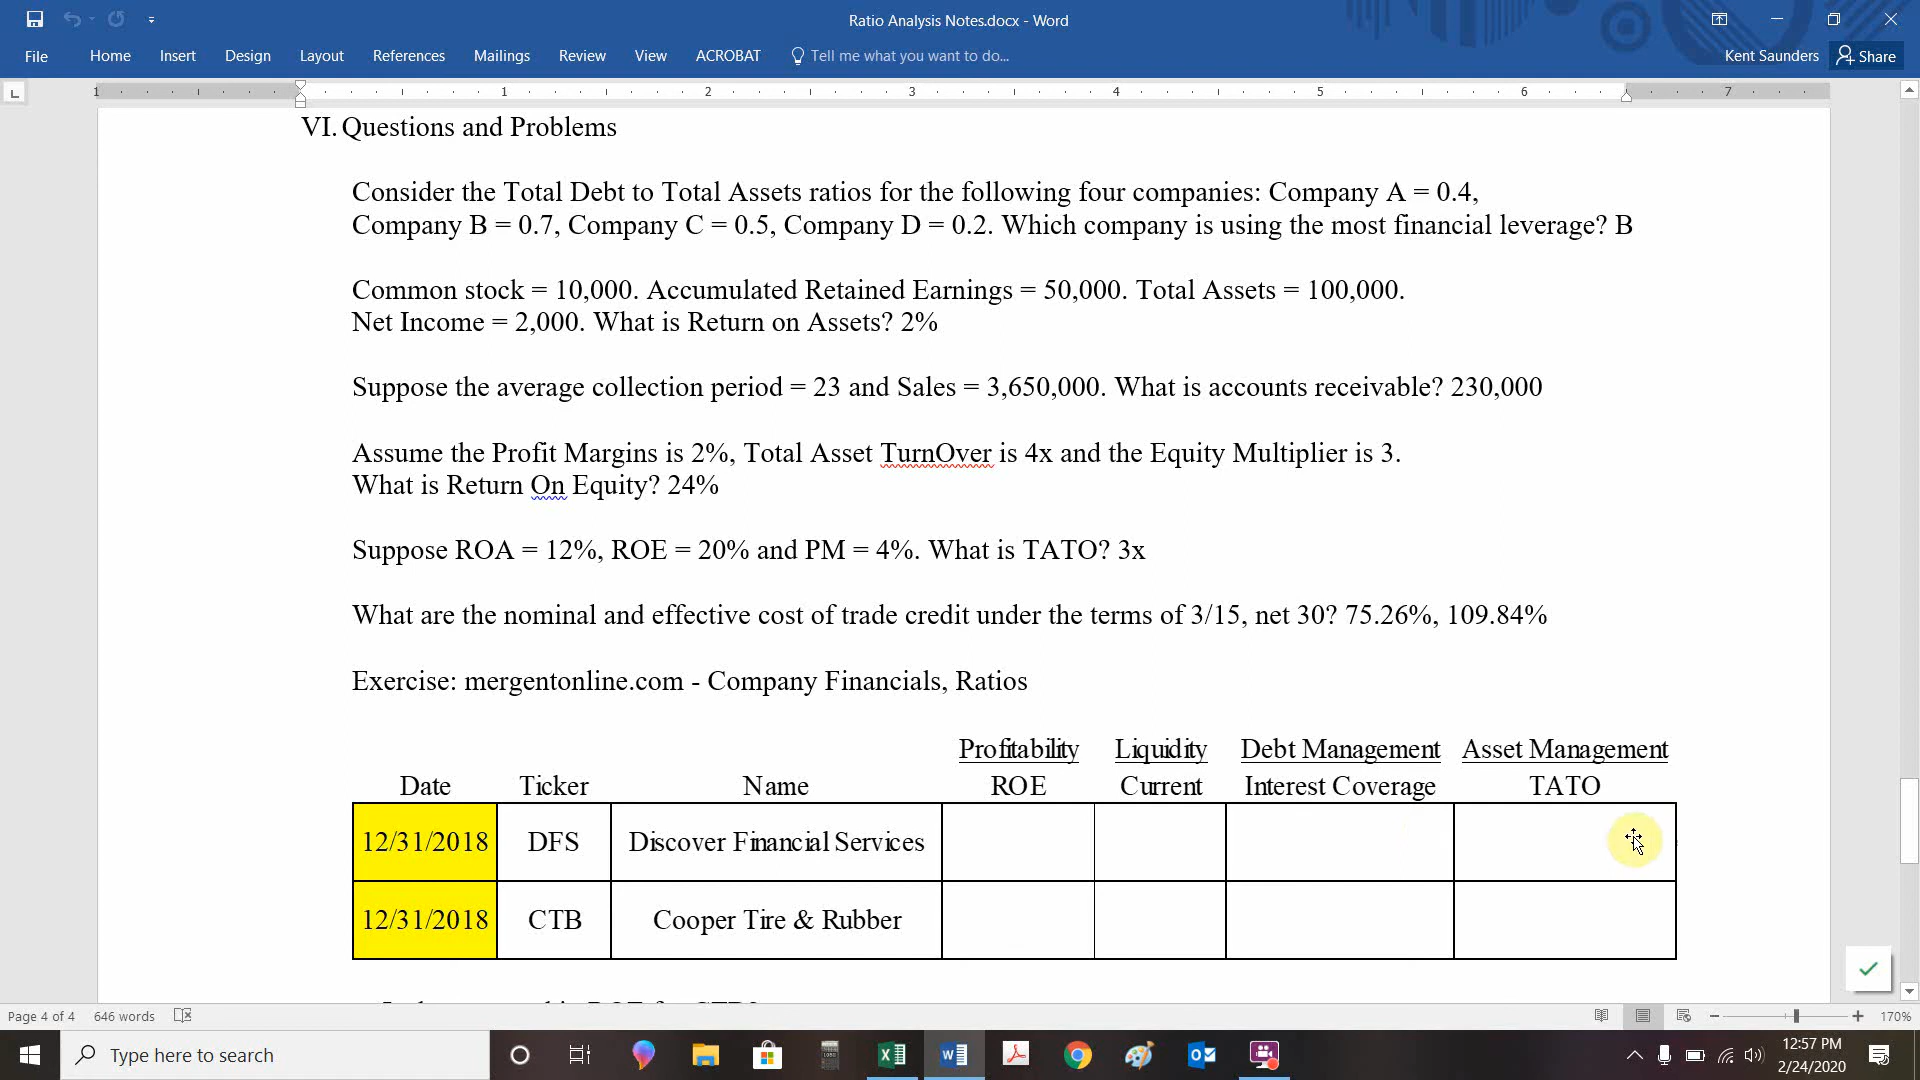 Ratio Analysis Notes.docx - Word
File Home Insert Design Layout References Mailings Review View ACROBAT Tell me what you want to do... Kent Saunders Share
1 1 2 3 4 5 6 7
VI. Questions and Problems
Consider the Total Debt to Total Assets ratios for the following four companies: Company A = 0.4,
Company B = 0.7, Company C = 0.5, Company D = 0.2. Which company is using the most financial leverage? B
Common stock = 10,000. Accumulated Retained Earnings = 50,000. Total Assets = 100,000.
Net Income = 2,000. What is Return on Assets? 2%
Suppose the average collection period = 23 and Sales = 3,650,000. What is accounts receivable? 230,000
Assume the Profit Margins is 2%, Total Asset TurnOver is 4x and the Equity Multiplier is 3.
What is Return On Equity? 24%
Suppose ROA = 12%, ROE = 20% and PM = 4%. What is TATO? 3x
What are the nominal and effective cost of trade credit under the terms of 3/15, net 30? 75.26%, 109.84%
Exercise: mergentonline.com - Company Financials, Ratios
Profitability Liquidity Debt Management Asset Management
Date Ticker Name ROE Current Interest Coverage TATO
12/31/2018 DFS Discover Financial Services
12/31/2018 CTB Cooper Tire & Rubber
Page 4 of 4 646 words 170%
Type here to search
12:57 PM
2/24/2020